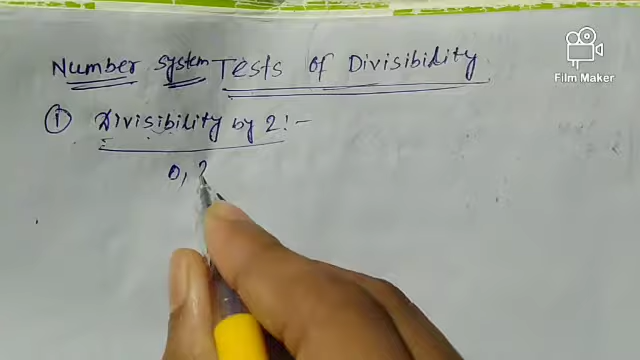 Number system Tests of Divisibility
Film Maker
① Divisibility by 2:-
0, 2